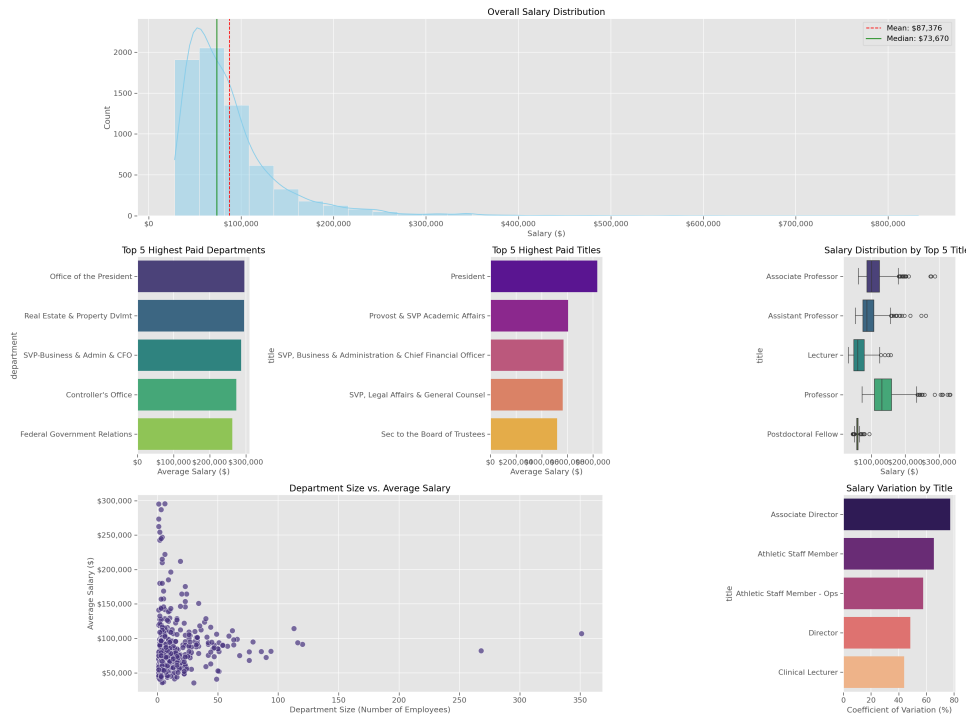 Overall Salary Distribution
Mean: $87,376
Median: $73,670
Count
2000
1500
1000
500
0
$0 $100,000 $200,000 $300,000 $400,000 $500,000 $600,000 $700,000 $800,000
Salary ($)
Top 5 Highest Paid Departments
department
Office of the President
Real Estate & Property Dvlmt
SVP-Business & Admin & CFO
Controller's Office
Federal Government Relations
$0 $100,000 $200,000 $300,000
Average Salary ($)
Top 5 Highest Paid Titles
title
President
Provost & SVP Academic Affairs
SVP, Business & Administration & Chief Financial Officer
SVP, Legal Affairs & General Counsel
Sec to the Board of Trustees
$0 $200,000 $400,000 $600,000 $800,000
Average Salary ($)
Salary Distribution by Top 5 Title
title
Associate Professor
Assistant Professor
Lecturer
Professor
Postdoctoral Fellow
$100,000 $200,000 $300,000
Salary ($)
Department Size vs. Average Salary
Average Salary ($)
$300,000
$250,000
$200,000
$150,000
$100,000
$50,000
0 50 100 150 200 250 300 350
Department Size (Number of Employees)
Salary Variation by Title
title
Associate Director
Athletic Staff Member
Athletic Staff Member - Ops
Director
Clinical Lecturer
0 20 40 60 80
Coefficient of Variation (%)